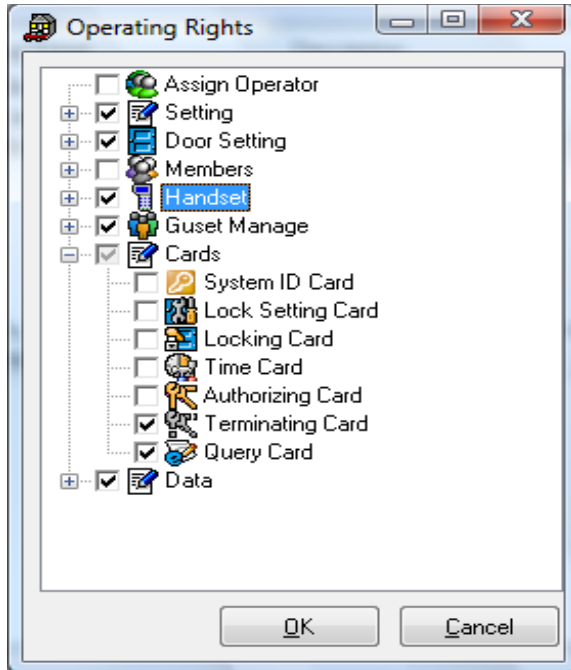 Operating Rights
Assign Operator
Setting
Door Setting
Members
Handset
Guset Manage
Cards
System ID Card
Lock Setting Card
Locking Card
Time Card
Authorizing Card
Terminating Card
Query Card
Data
OK Cancel